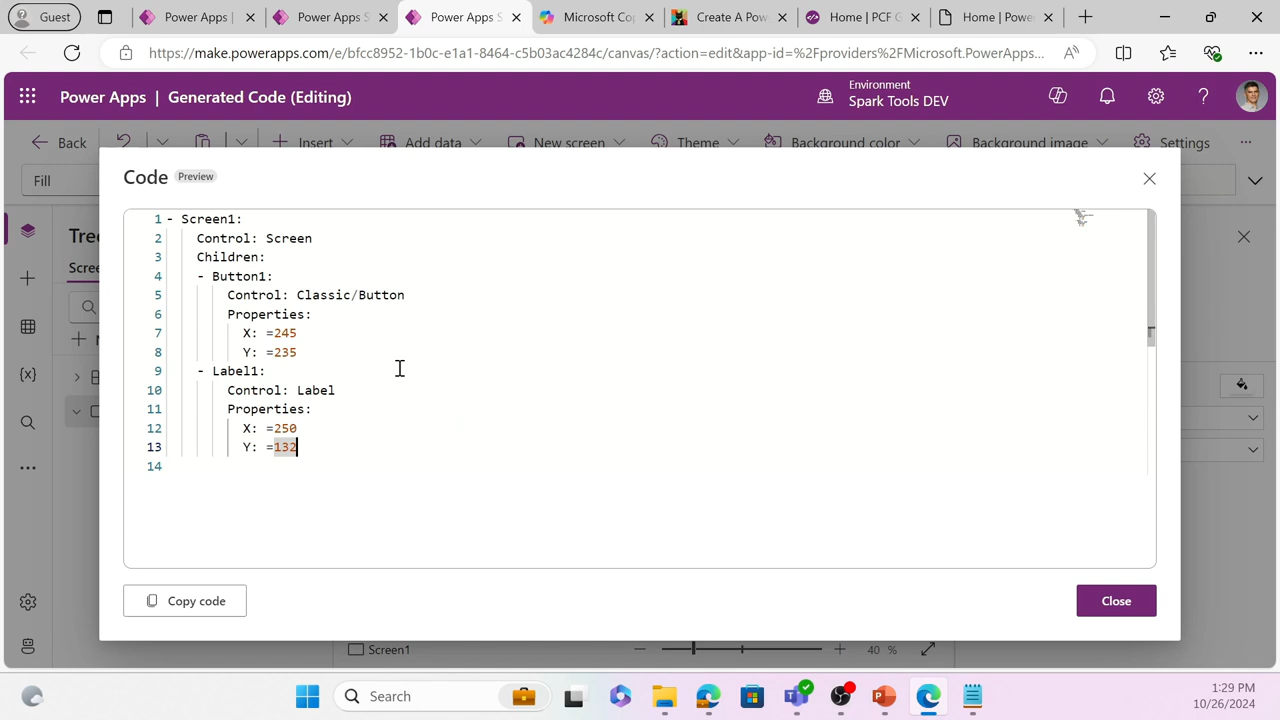 Guest
Power Apps |
Power Apps S
Power Apps S
Microsoft Co
Create A Pow
Home | PCF G
Home | Powe
https://make.powerapps.com/e/bfcc8952-1b0c-e1a1-8464-c5b03ac4284c/canvas/?action=edit&app-id=%2Fproviders%2FMicrosoft.PowerApps...
Power Apps | Generated Code (Editing)
Environment
Spark Tools DEV
Back
Insert
Add data
New screen
Theme
Background color
Background image
Settings
Fill
Code Preview
Tree
Scree
1 - Screen1:
2 Control: Screen
3 Children:
4 - Button1:
5 Control: Classic/Button
6 Properties:
7 X: =245
8 Y: =235
9 - Label1:
10 Control: Label
11 Properties:
12 X: =250
13 Y: =132
14
Copy code
Close
Screen1
40 %
Search
1:29 PM
10/26/2024